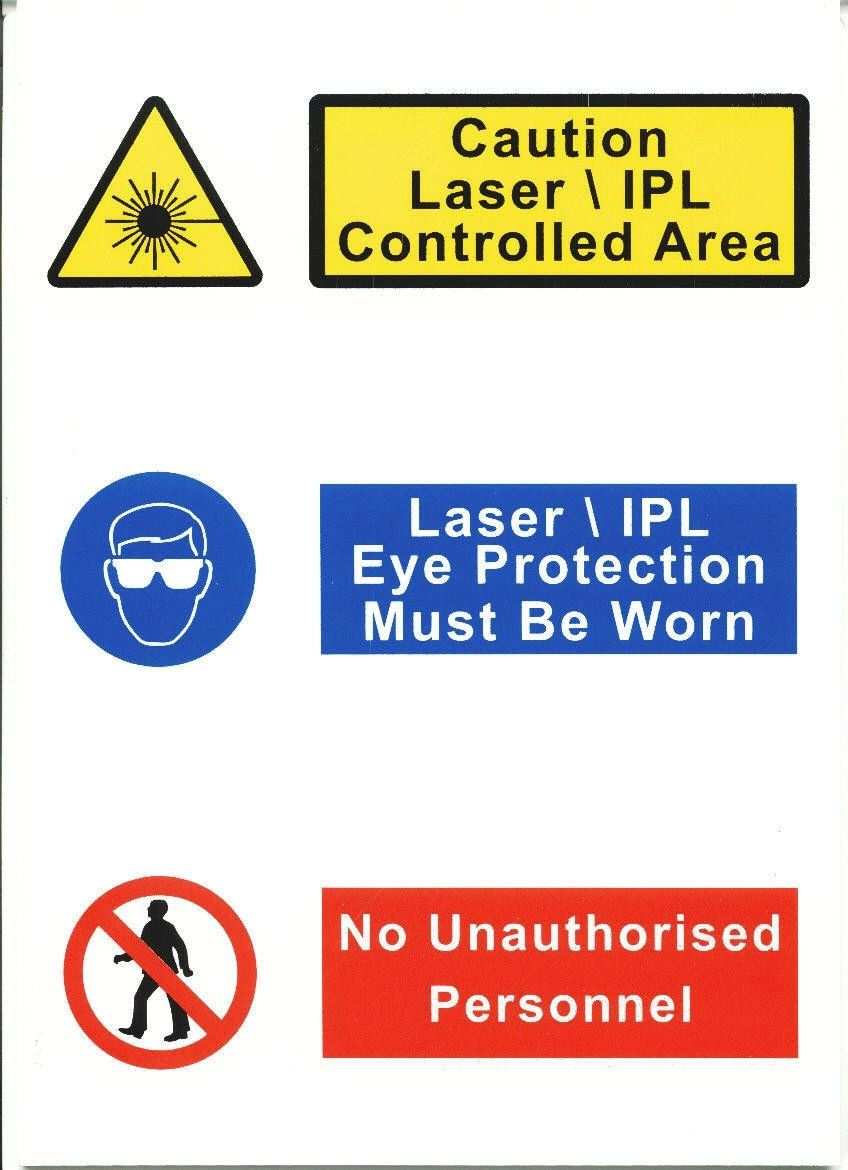 Caution
Laser \ IPL
Controlled Area
Laser \ IPL
Eye Protection
Must Be Worn
No Unauthorised
Personnel